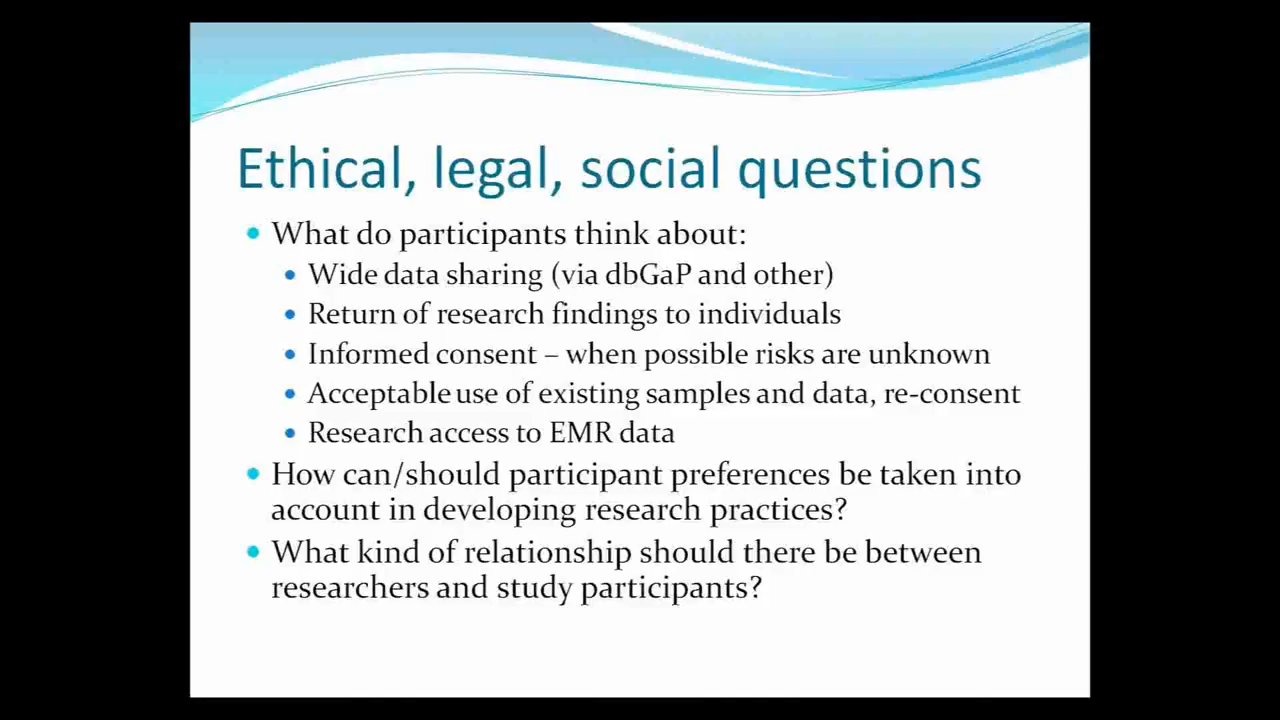 Ethical, legal, social questions
• What do participants think about:
• Wide data sharing (via dbGaP and other)
• Return of research findings to individuals
• Informed consent – when possible risks are unknown
• Acceptable use of existing samples and data, re-consent
• Research access to EMR data
• How can/should participant preferences be taken into
account in developing research practices?
• What kind of relationship should there be between
researchers and study participants?